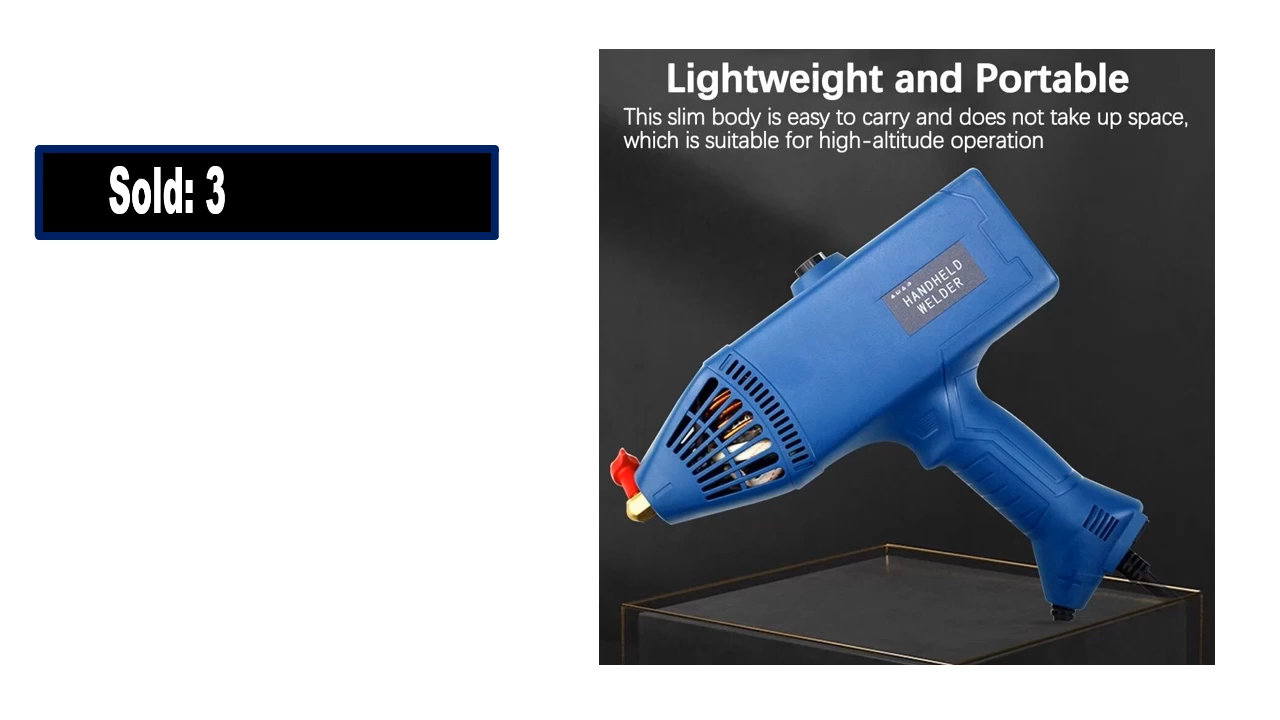 Sold: 3
Lightweight and Portable
This slim body is easy to carry and does not take up space,
which is suitable for high-altitude operation
HANDHELD
WELDER